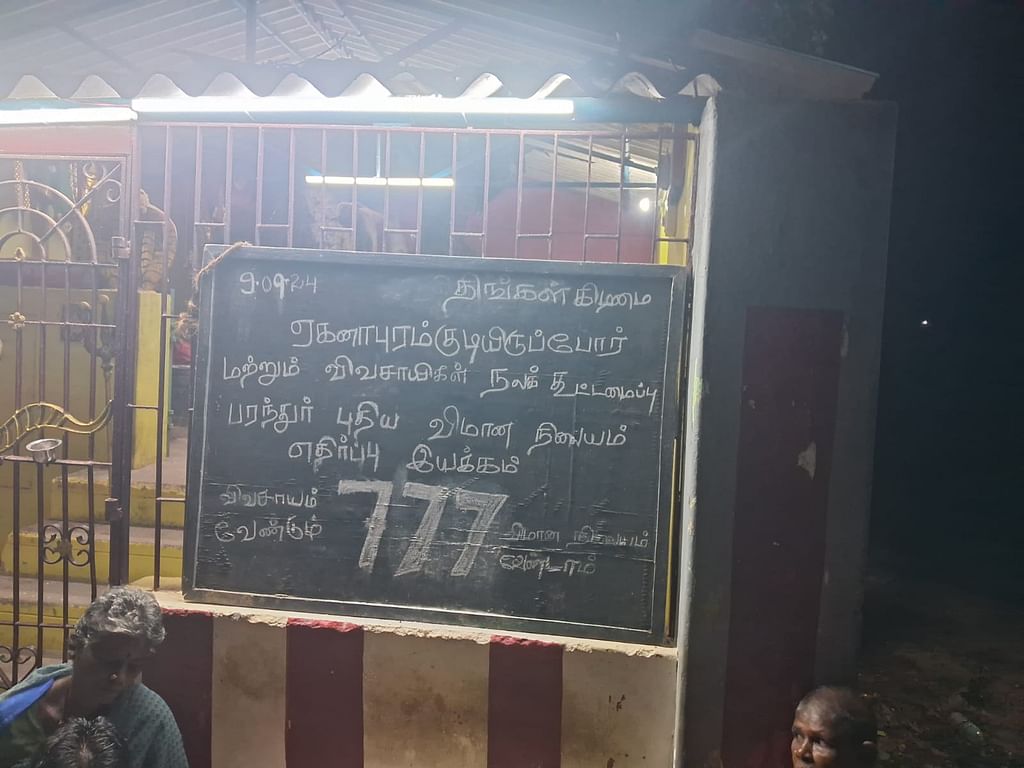 9.09.24 திங்கள் கிழமை
ஏகனாபுரம் குடியிருப்போர்
மற்றும் விவசாயிகள் நலக் கூட்டமைப்பு
பரந்தூர் புதிய விமான நிலையம்
எதிர்ப்பு இயக்கம்
விவசாயம்
வேண்டும்
777
விமான நிலையம்
வேண்டாம்